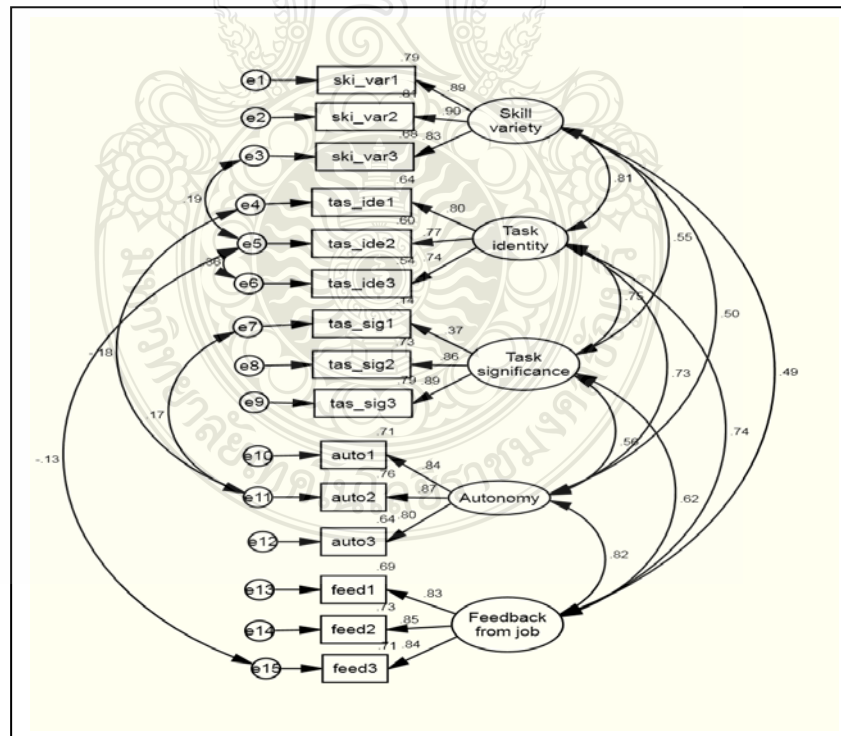 .79
e1 ski_var1 .89
.81
e2 ski_var2 .90 Skill
variety
.68 .83
e3 ski_var3
.64
.19 e4 tas_ide1 .80 .81
.60
e5 tas_ide2 .77 Task
identity .55
.36 .54 .74
e6 tas_ide3
.14 .75
e7 tas_sig1 .37 .50
.73
-.18 e8 tas_sig2 .86 Task
significance .73 .49
.79 .89
e9 tas_sig3
.17 .74
.71
-.13 e10 auto1 .84
.76
e11 auto2 .87 Autonomy .62
.64 .80
e12 auto3
.82
.69
e13 feed1 .83
.73
e14 feed2 .85 Feedback
from job
.71 .84
e15 feed3